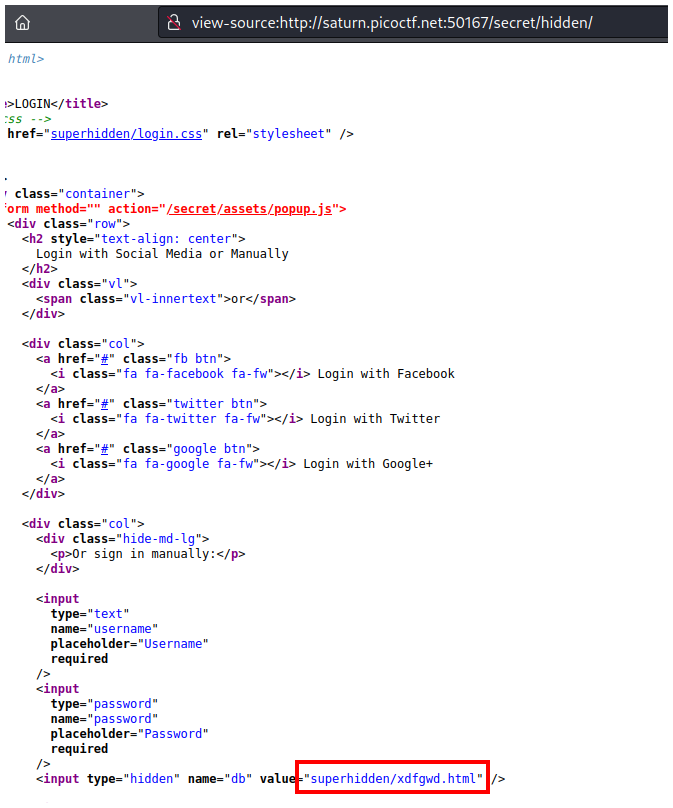 view-source:http://saturn.picoctf.net:50167/secret/hidden/
html>
>LOGIN</title>
css -->
href="superhidden/login.css" rel="stylesheet" />
class="container">
form method="" action="/secret/assets/popup.js">
<div class="row">
<h2 style="text-align: center">
Login with Social Media or Manually
</h2>
<div class="vl">
<span class="vl-innertext">or</span>
</div>
<div class="col">
<a href="#" class="fb btn">
<i class="fa fa-facebook fa-fw"></i> Login with Facebook
</a>
<a href="#" class="twitter btn">
<i class="fa fa-twitter fa-fw"></i> Login with Twitter
</a>
<a href="#" class="google btn">
<i class="fa fa-google fa-fw"></i> Login with Google+
</a>
</div>
<div class="col">
<div class="hide-md-lg">
<p>Or sign in manually:</p>
</div>
<input
type="text"
name="username"
placeholder="Username"
required
/>
<input
type="password"
name="password"
placeholder="Password"
required
/>
<input type="hidden" name="db" value="superhidden/xdfgwd.html" />